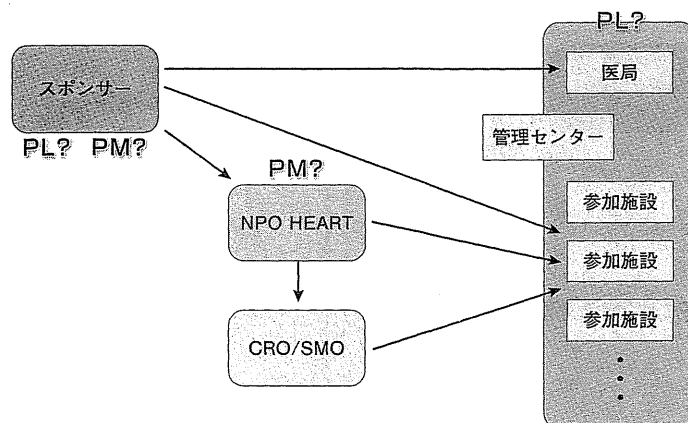 PL?
医局
スポンサー
PL? PM?
管理センター
PM?
NPO HEART
参加施設
参加施設
CRO/SMO
参加施設